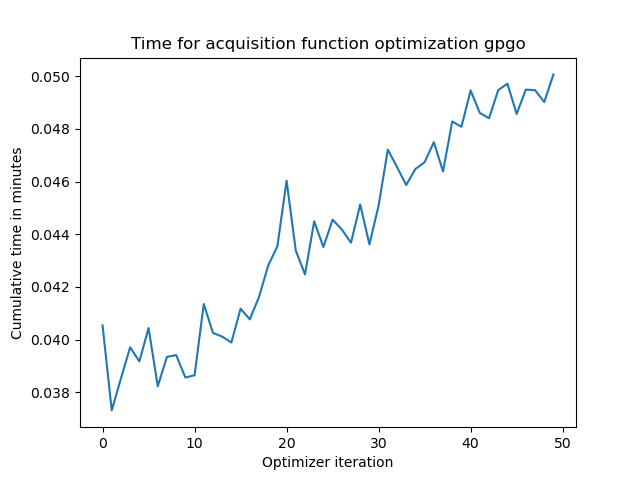 Time for acquisition function optimization gpgo
0.050
0.048
0.046
0.044
0.042
0.040
0.038
Cumulative time in minutes
0 10 20 30 40 50
Optimizer iteration